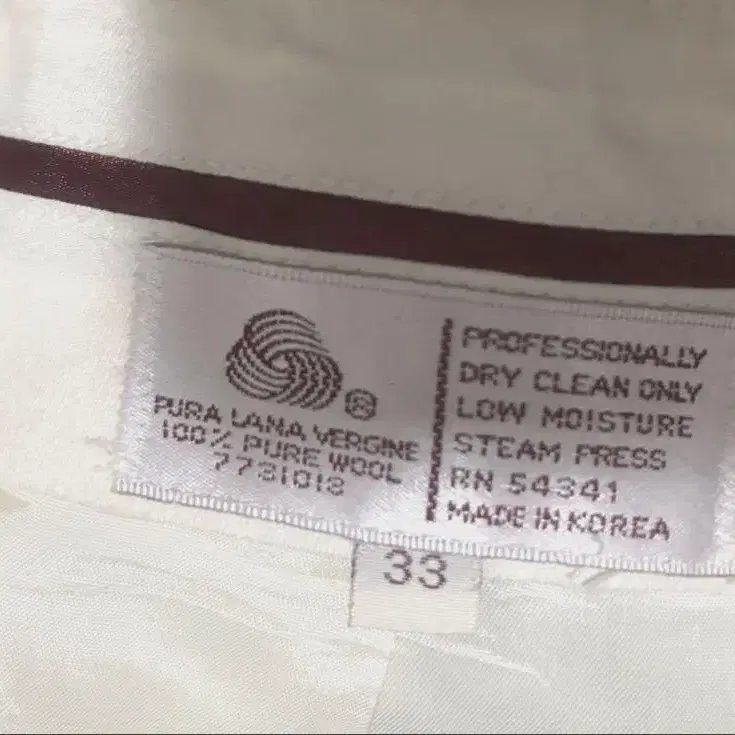 ®
PURA LANA VERGINE
100% PURE WOOL
PROFESSIONALLY
DRY CLEAN ONLY
LOW MOISTURE
STEAM PRESS
RN 54341
MADE IN KOREA
33